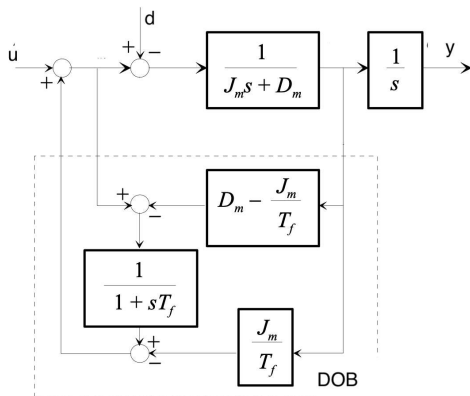 d
u
+
+ −
1
J_m s + D_m
1
s
y
+
−
D_m − J_m / T_f
1
1 + sT_f
+
−
J_m
T_f
DOB